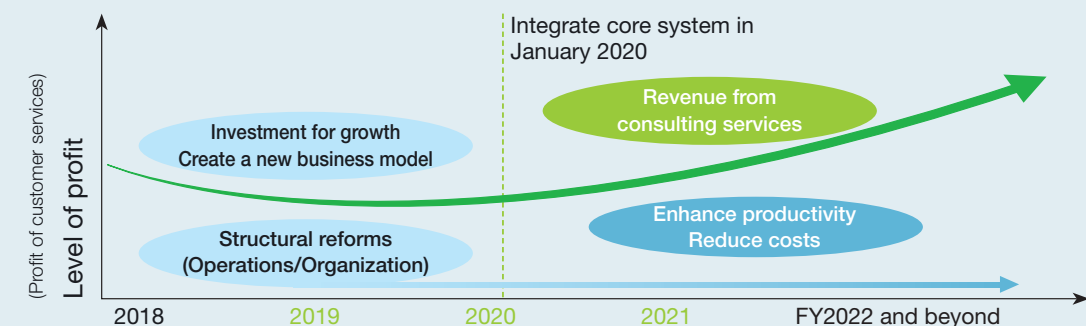 Integrate core system in
January 2020
Revenue from
consulting services
Investment for growth
Create a new business model
(Profit of customer services)
Level of profit
Enhance productivity
Reduce costs
Structural reforms
(Operations/Organization)
2018 2019 2020 2021 FY2022 and beyond